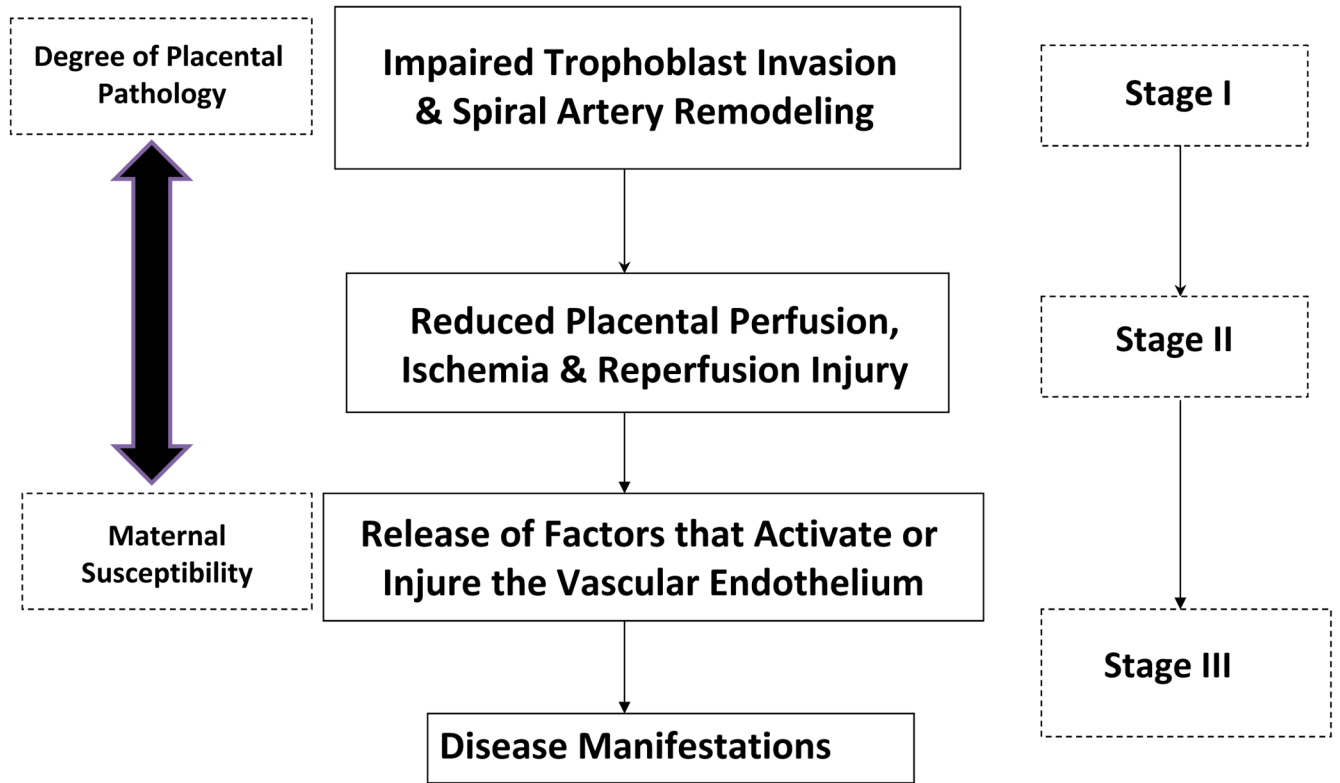 Degree of Placental
Pathology
Impaired Trophoblast Invasion
& Spiral Artery Remodeling
Stage I
Reduced Placental Perfusion,
Ischemia & Reperfusion Injury
Stage II
Maternal
Susceptibility
Release of Factors that Activate or
Injure the Vascular Endothelium
Stage III
Disease Manifestations